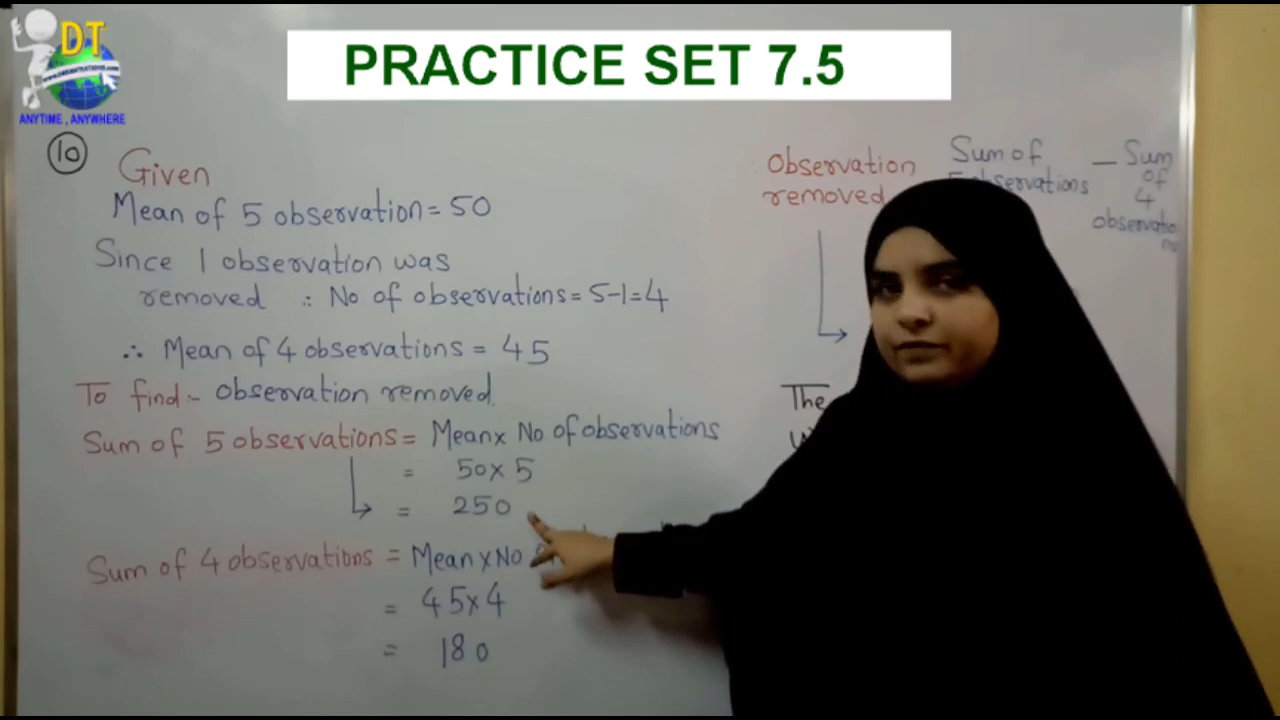 DT
ANYTIME, ANYWHERE
PRACTICE SET 7.5
10
Given
Mean of 5 observation = 50
Since 1 observation was
removed ∴ No of observations = 5-1=4
∴ Mean of 4 observations = 45
To find:- observation removed.
Sum of 5 observations = Mean x No of observations
= 50 x 5
= 250
Sum of 4 observations = Mean x No
= 45 x 4
= 180
Observation
removed
Sum of
observations
- Sum
of
4
observatio
ns
The